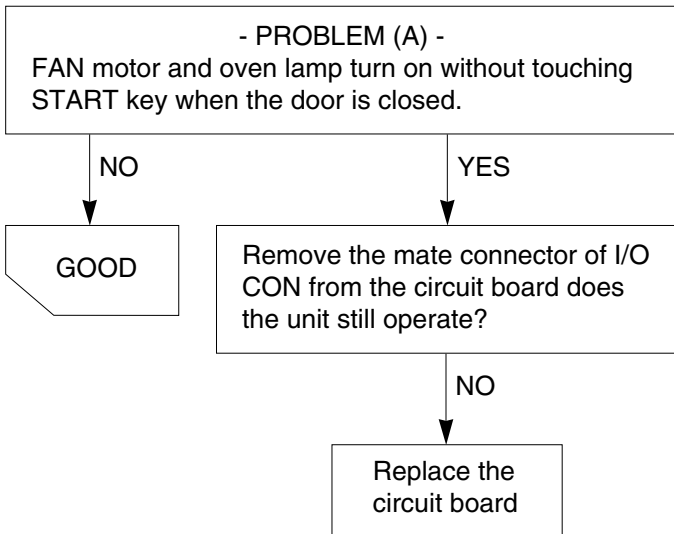 - PROBLEM (A) -
FAN motor and oven lamp turn on without touching
START key when the door is closed.
NO
YES
GOOD
Remove the mate connector of I/O
CON from the circuit board does
the unit still operate?
NO
Replace the
circuit board